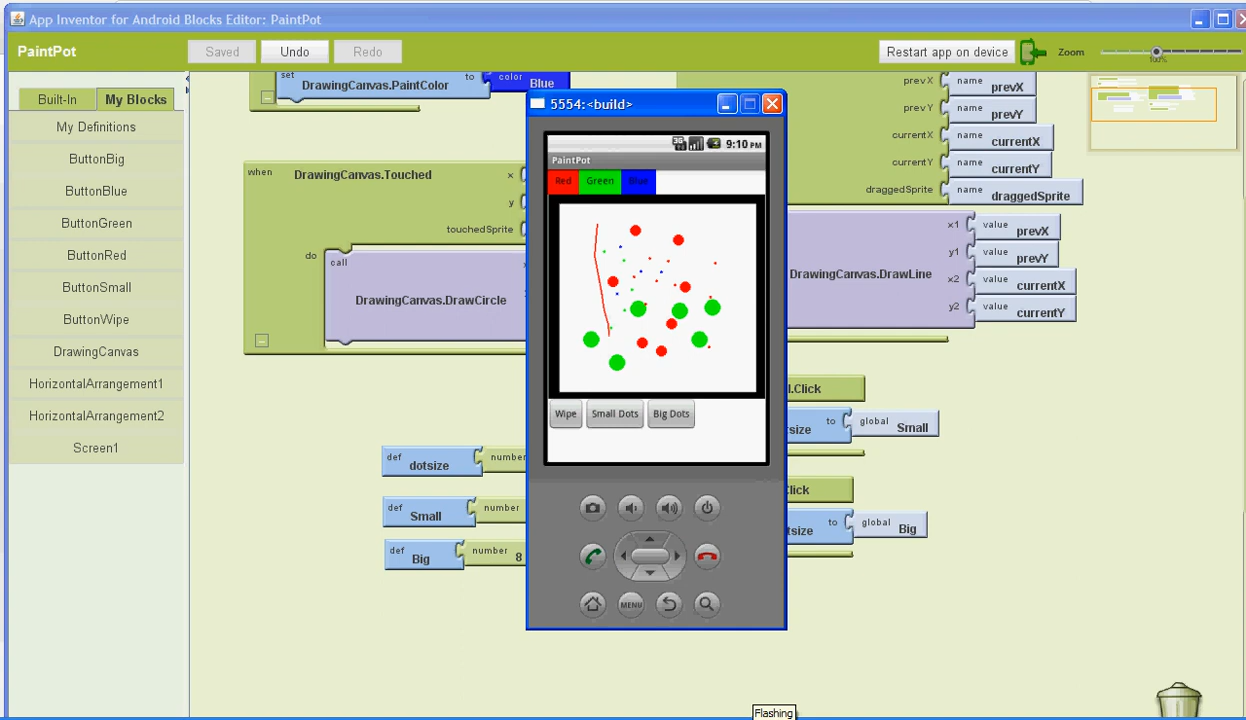 App Inventor for Android Blocks Editor: PaintPot
PaintPot
Saved
Undo
Redo
Restart app on device
Zoom
100%
Built-In
My Blocks
My Definitions
ButtonBig
ButtonBlue
ButtonGreen
ButtonRed
ButtonSmall
ButtonWipe
DrawingCanvas
HorizontalArrangement1
HorizontalArrangement2
Screen1
set DrawingCanvas.PaintColor to color Blue
when DrawingCanvas.Touched x
y
touchedSprite
do
call DrawingCanvas.DrawCircle
def dotsize number
def Small number
def Big number 8
5554:<build>
3G 9:10 PM
PaintPot
Red Green Blue
Wipe Small Dots Big Dots
MENU
prevX name prevX
prevY name prevY
currentX name currentX
currentY name currentY
draggedSprite name draggedSprite
DrawingCanvas.DrawLine
x1 value prevX
y1 value prevY
x2 value currentX
y2 value currentY
l.Click
size to global Small
lick
tsize to global Big
Flashing